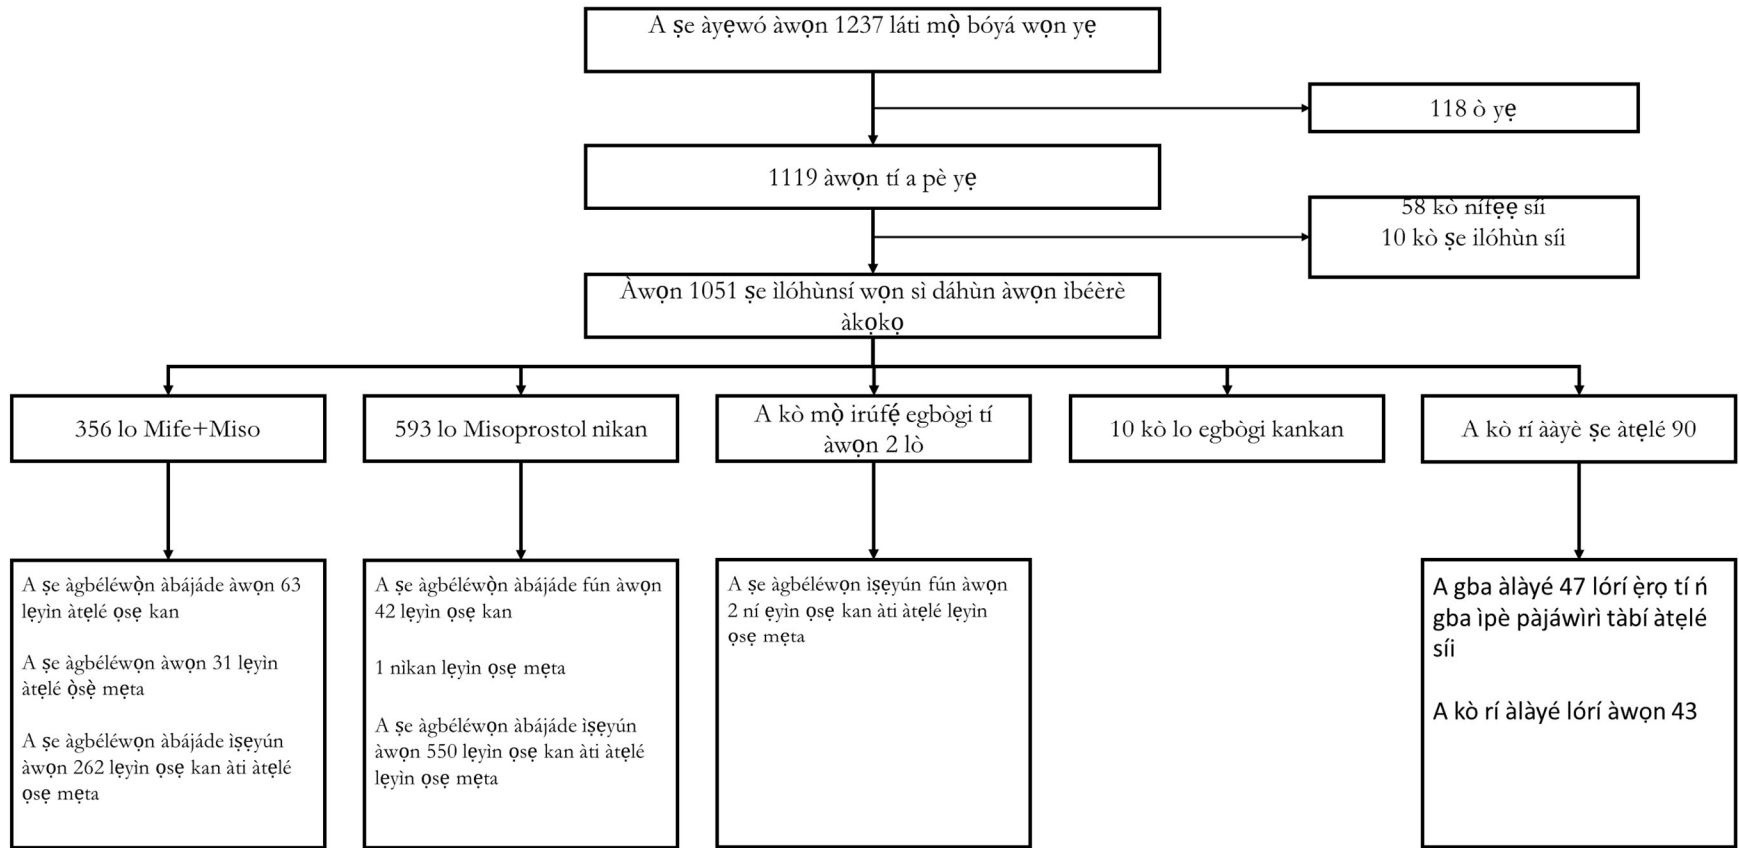 A ṣe àyẹwó àwọn 1237 láti mọ̀ bóyá wọn yẹ
118 ò yẹ
1119 àwọn tí a pè yẹ
58 kò nífẹẹ síi
10 kò ṣe ilóhùn síi
Àwọn 1051 ṣe ìlóhùnsí wọn sì dáhùn àwọn ìbéèrè
àkọkọ
356 lo Mife+Miso
593 lo Misoprostol nìkan
A kò mọ̀ irúfẹ́ egbògi tí
àwọn 2 lò
10 kò lo egbògi kankan
A kò rí ààyè ṣe àtẹlé 90
A ṣe àgbéléwọ̀n àbájáde àwọn 63
lẹyìn àtẹlé ọsẹ kan
A ṣe àgbéléwọn àwọn 31 lẹyìn
àtẹlé ọ̀sẹ̀ mẹta
A ṣe àgbéléwọn àbájáde ìṣẹyún
àwọn 262 lẹyìn ọsẹ kan àti àtẹlé
ọsẹ mẹta
A ṣe àgbéléwọ̀n àbájáde fún àwọn
42 lẹyìn ọsẹ kan
1 nìkan lẹyìn ọsẹ mẹta
A ṣe àgbéléwọn àbájáde ìṣẹyún
àwọn 550 lẹyìn ọsẹ kan àti àtẹlé
lẹyìn ọsẹ mẹta
A ṣe àgbéléwọn ìṣẹyún fún àwọn
2 ní ẹyìn ọsẹ kan àti àtẹlé lẹyìn
ọsẹ mẹta
A gba àlàyé 47 lórí ẹ̀rọ tí ń
gba ìpè pàjáwìrì tàbí àtẹlé
síi
A kò rí àlàyé lórí àwọn 43